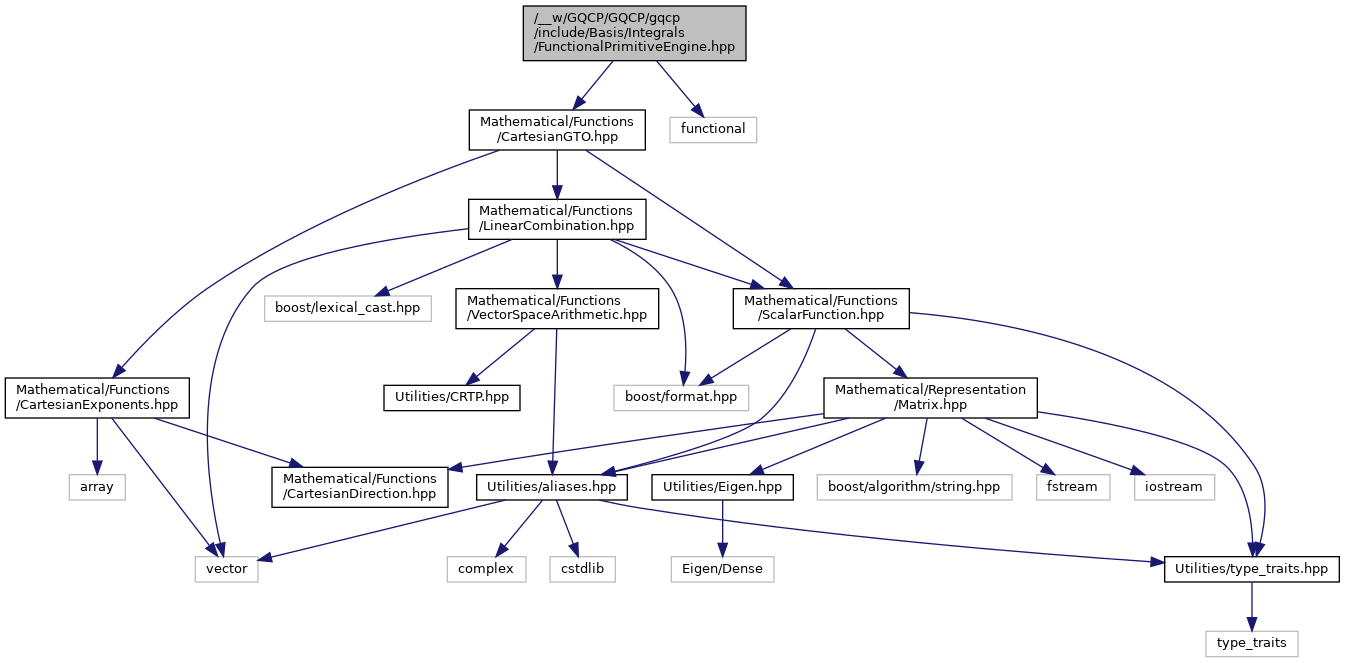 /__w/GQCP/GQCP/gqcp
/include/Basis/Integrals
/FunctionalPrimitiveEngine.hpp
Mathematical/Functions
/CartesianGTO.hpp
functional
Mathematical/Functions
/LinearCombination.hpp
boost/lexical_cast.hpp
Mathematical/Functions
/VectorSpaceArithmetic.hpp
Mathematical/Functions
/ScalarFunction.hpp
Mathematical/Functions
/CartesianExponents.hpp
Utilities/CRTP.hpp
boost/format.hpp
Mathematical/Representation
/Matrix.hpp
array
Mathematical/Functions
/CartesianDirection.hpp
Utilities/aliases.hpp
Utilities/Eigen.hpp
boost/algorithm/string.hpp
fstream
iostream
vector
complex
cstdlib
Eigen/Dense
Utilities/type_traits.hpp
type_traits